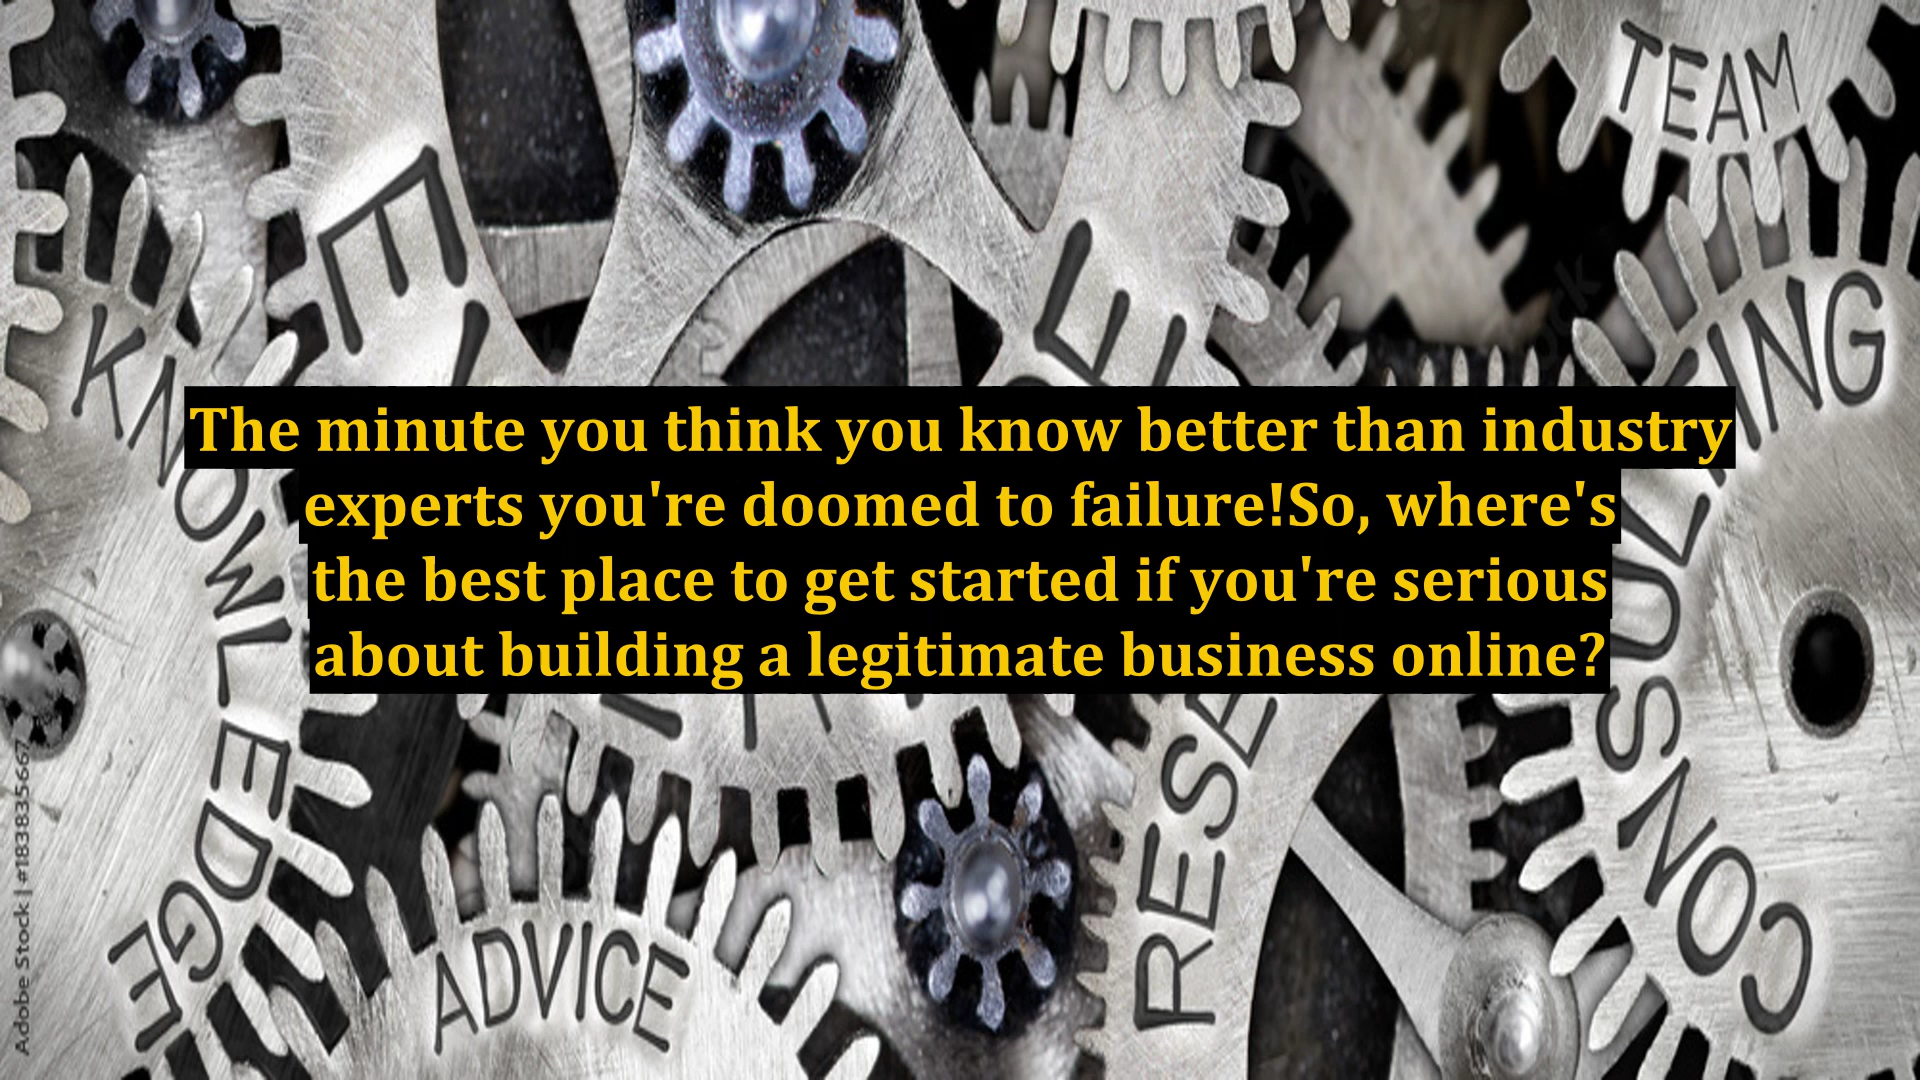 TEAM
KNOWLEDGE
CONSULTING
The minute you think you know better than industry
experts you're doomed to failure!So, where's
the best place to get started if you're serious
about building a legitimate business online?
ADVICE
Adobe Stock | #183835667